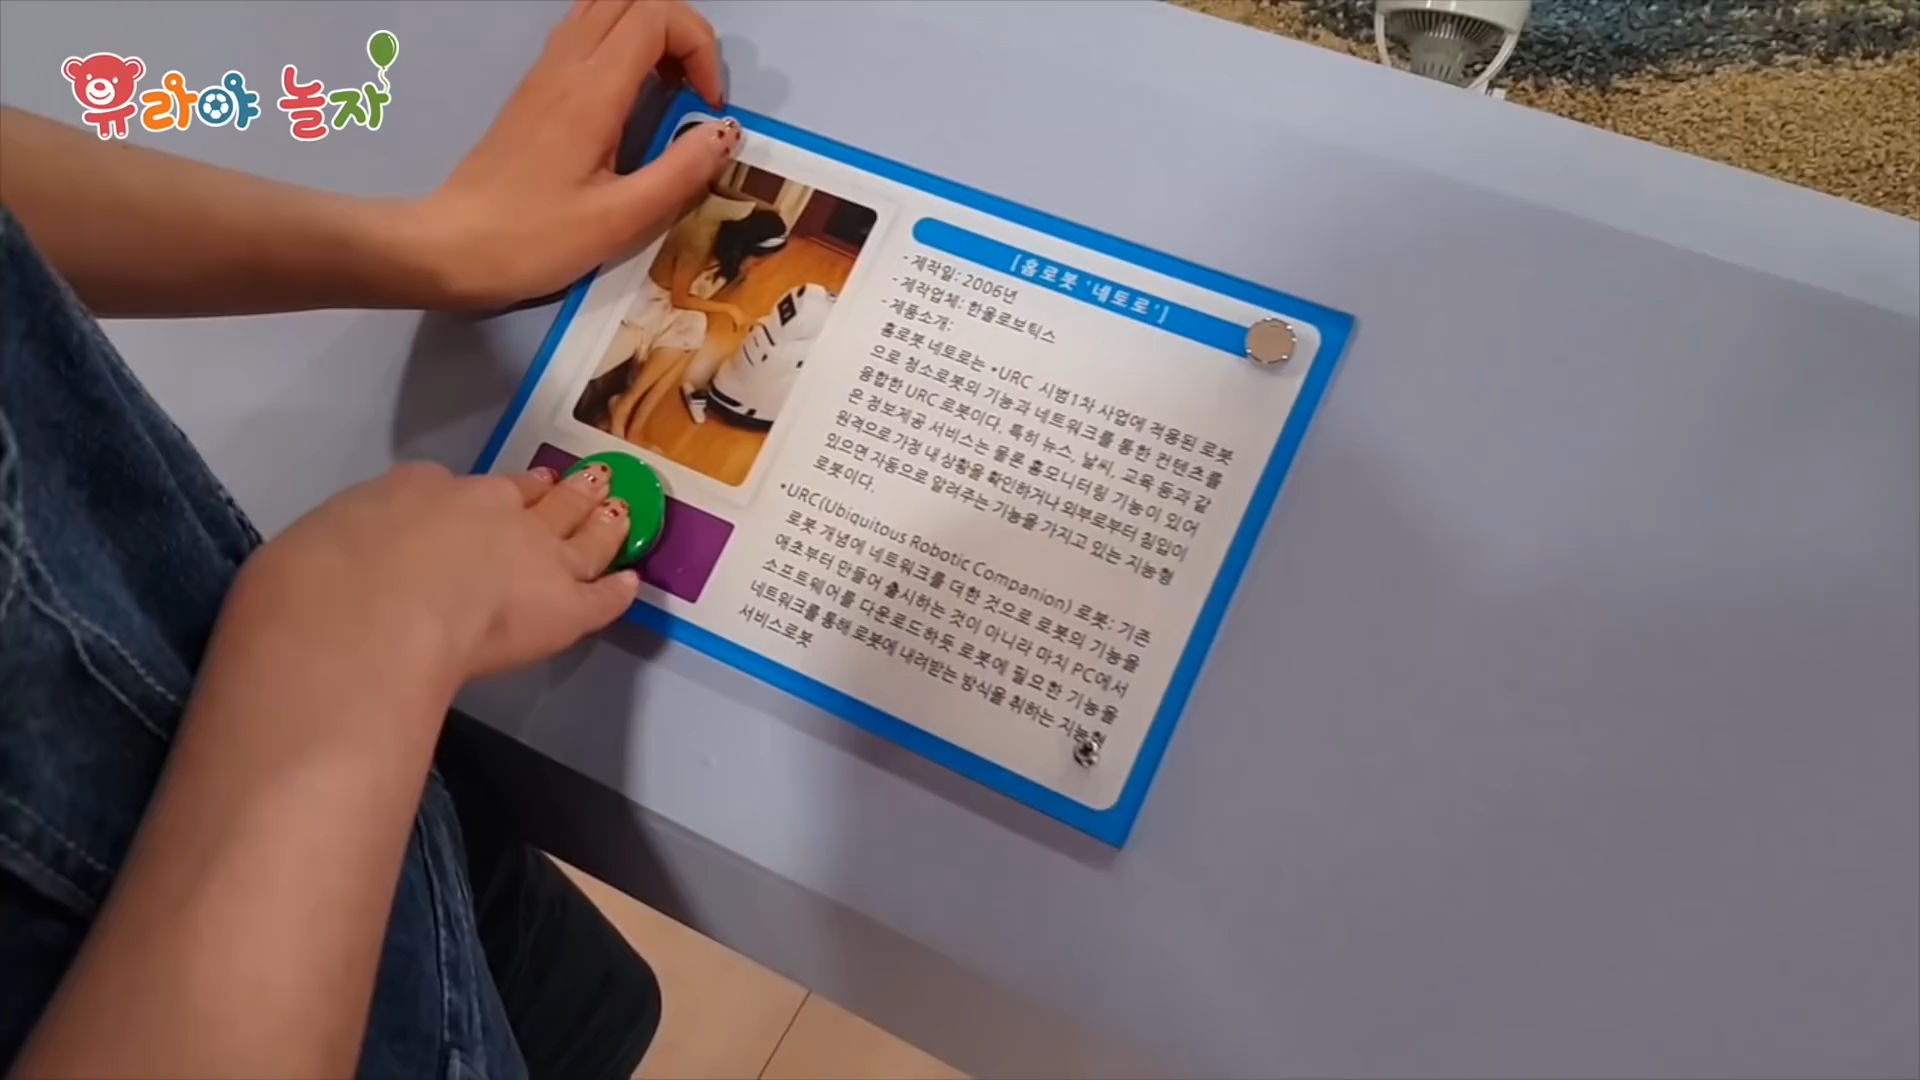 유라야 놀자
[홈로봇 '네토로']
- 제작일: 2006년
- 제작업체: 한울로보틱스
- 제품소개:
홈로봇 네토로는 *URC 시범1차 사업에 적용된 로봇
으로 청소로봇의 기능과 네트워크를 통한 컨텐츠를
융합한 URC 로봇이다. 특히 뉴스, 날씨, 교육 등과 같
은 정보제공 서비스는 물론 홈모니터링 기능이 있어
원격으로 가정 내 상황을 확인하거나 외부로부터 침입이
있으면 자동으로 알려주는 기능을 가지고 있는 지능형
로봇이다.
*URC(Ubiquitous Robotic Companion) 로봇: 기존
로봇 개념에 네트워크를 더한 것으로 로봇의 기능을
애초부터 만들어 출시하는 것이 아니라 마치 PC에서
소프트웨어를 다운로드하듯 로봇에 필요한 기능을
네트워크를 통해 로봇에 내려받는 방식을 취하는 지능형
서비스로봇